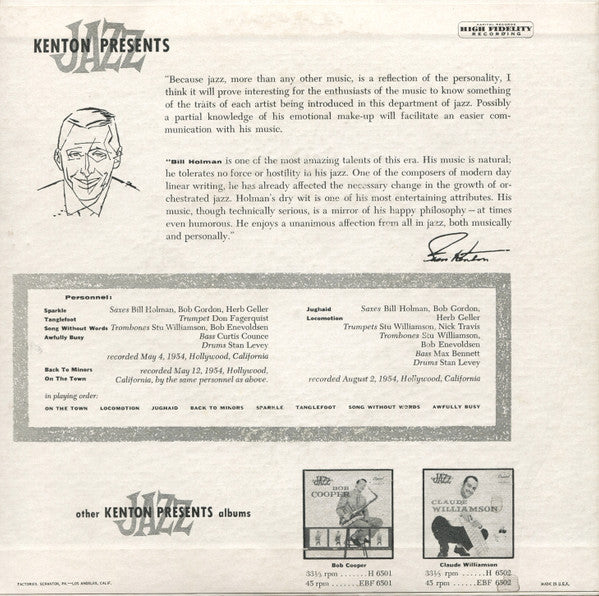 CAPITOL RECORDS
HIGH FIDELITY
RECORDING
KENTON PRESENTS
JAZZ
"Because jazz, more than any other music, is a reflection of the personality, I
think it will prove interesting for the enthusiasts of the music to know something
of the traits of each artist being introduced in this department of jazz. Possibly
a partial knowledge of his emotional make-up will facilitate an easier com-
munication with his music.
"Bill Holman is one of the most amazing talents of this era. His music is natural;
he tolerates no force or hostility in his jazz. One of the composers of modern day
linear writing, he has already affected the necessary change in the growth of or-
chestrated jazz. Holman's dry wit is one of his most entertaining attributes. His
music, though technically serious, is a mirror of his happy philosophy—at times
even humorous. He enjoys a unanimous affection from all in jazz, both musically
and personally."
Stan Kenton
Personnel:
Sparkle
Tanglefoot
Song Without Words
Awfully Busy
Saxes Bill Holman, Bob Gordon, Herb Geller
Trumpet Don Fagerquist
Trombones Stu Williamson, Bob Enevoldsen
Bass Curtis Counce
Drums Stan Levey
recorded May 4, 1954, Hollywood, California
Back To Minors
On The Town
recorded May 12, 1954, Hollywood,
California, by the same personnel as above.
Jughaid
Locomotion
Saxes Bill Holman, Bob Gordon,
Herb Geller
Trumpets Stu Williamson, Nick Travis
Trombones Stu Williamson,
Bob Enevoldsen
Bass Max Bennett
Drums Stan Levey
recorded August 2, 1954, Hollywood, California
in playing order:
ON THE TOWN LOCOMOTION JUGHAID BACK TO MINORS SPARKLE TANGLEFOOT SONG WITHOUT WORDS AWFULLY BUSY
other KENTON PRESENTS albums
JAZZ
JAZZ
BOB
COOPER
Bob Cooper
33⅓ rpm ....... H 6501
45 rpm ....... EBF 6501
JAZZ
CLAUDE
WILLIAMSON
Claude Williamson
33⅓ rpm ....... H 6502
45 rpm ....... EBF 6502
FACTORIES: SCRANTON, PA.—LOS ANGELES, CALIF.
MADE IN U.S.A.